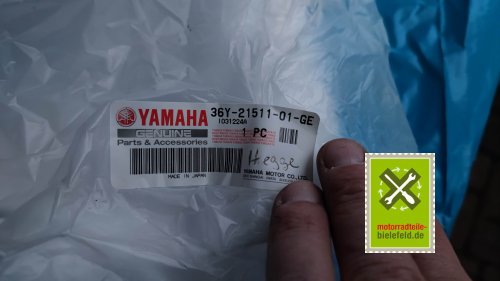 YAMAHA 36Y-21511-01-GE
1031224A
GENUINE 1 PC
Parts & Accessories
Hegge
MADE IN JAPAN
YAMAHA MOTOR CO.,LTD.
motorradteile-
bielefeld.de